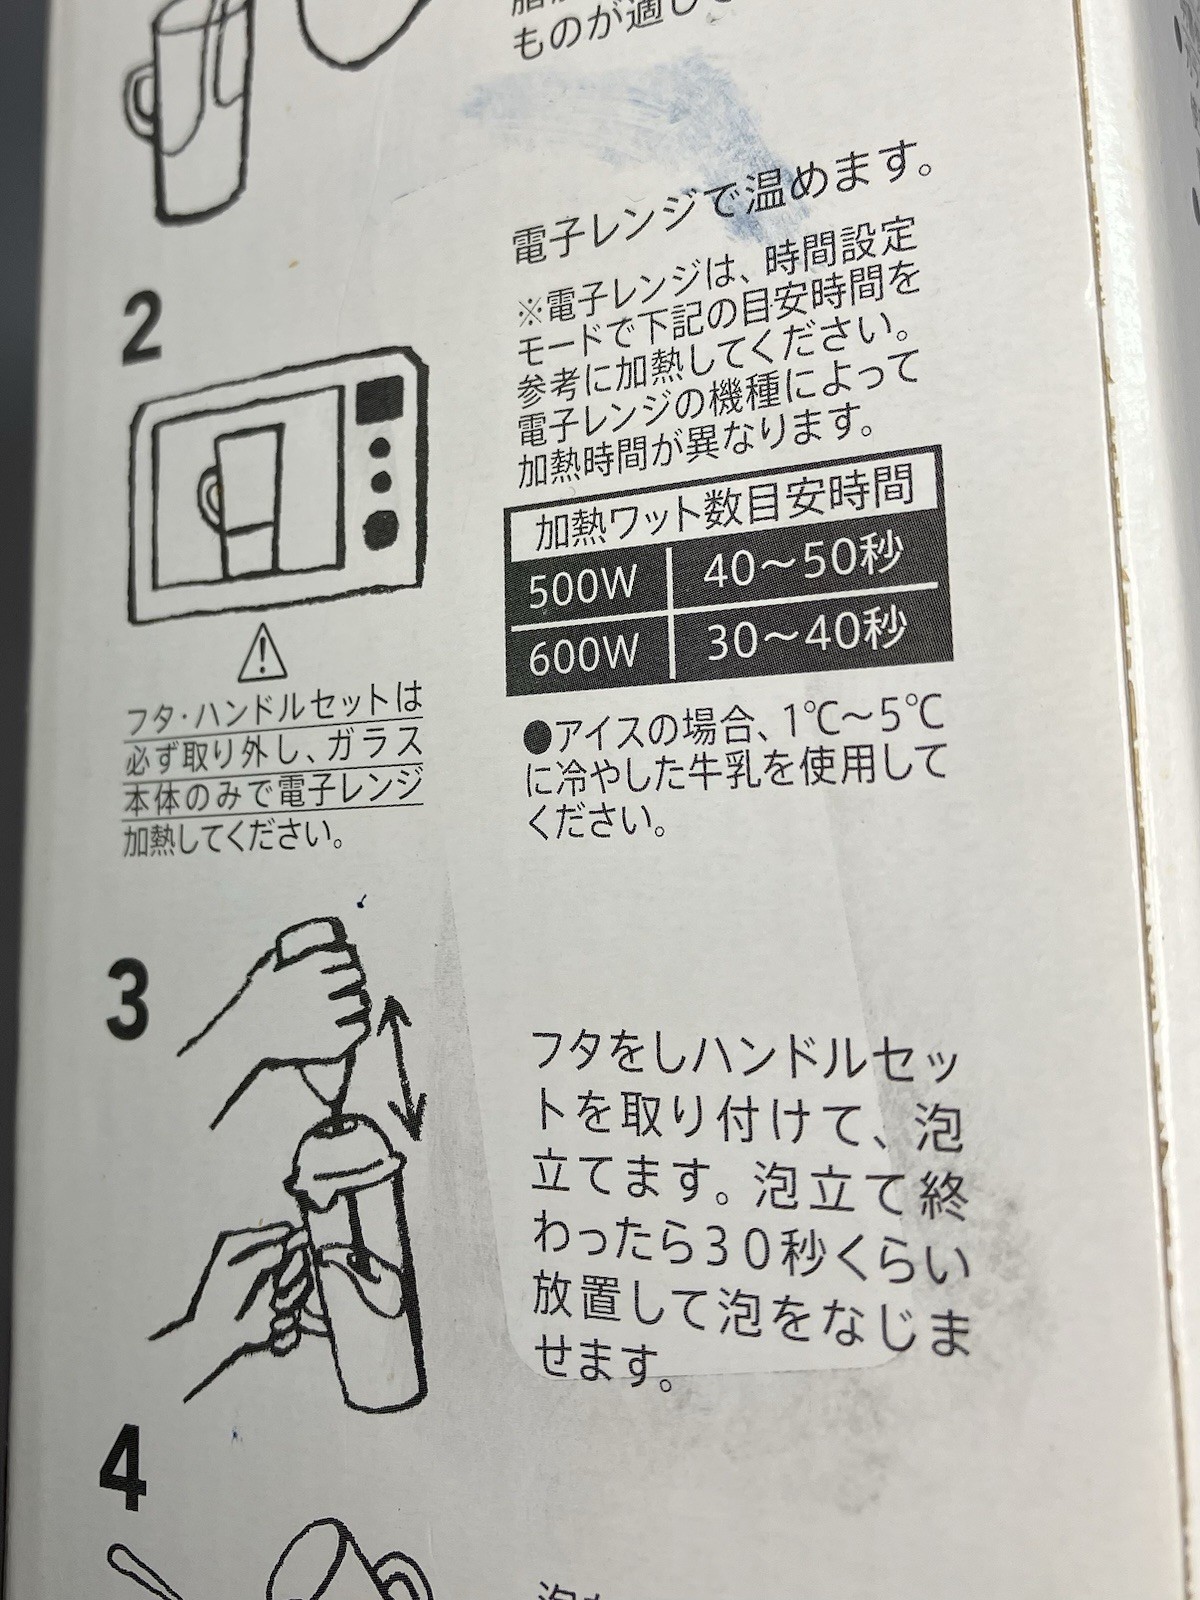 ものが適して
2
電子レンジで温めます。
※電子レンジは、時間設定
モードで下記の目安時間を
参考に加熱してください。
電子レンジの機種によって
加熱時間が異なります。
加熱ワット数目安時間
500W 40～50秒
600W 30～40秒
フタ・ハンドルセットは
必ず取り外し、ガラス
本体のみで電子レンジ
加熱してください。
●アイスの場合、1℃～5℃
に冷やした牛乳を使用して
ください。
3
フタをしハンドルセッ
トを取り付けて、泡
立てます。泡立て終
わったら30秒くらい
放置して泡をなじま
せます。
4